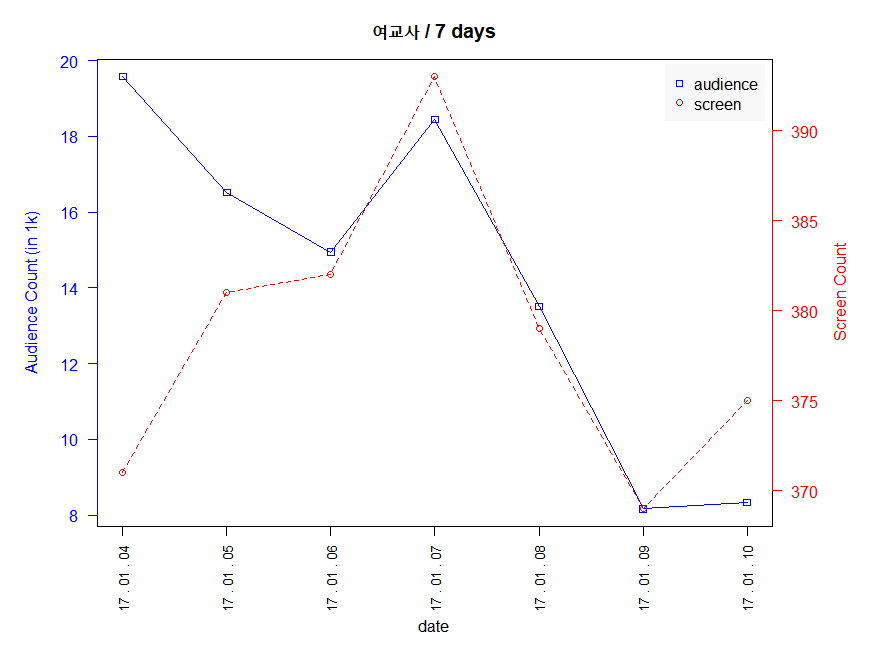 여교사 / 7 days
audience
screen
Audience Count (in 1k)
20
18
16
14
12
10
8
390
385
380
375
370
Screen Count
17 . 01 . 04
17 . 01 . 05
17 . 01 . 06
17 . 01 . 07
17 . 01 . 08
17 . 01 . 09
17 . 01 . 10
date